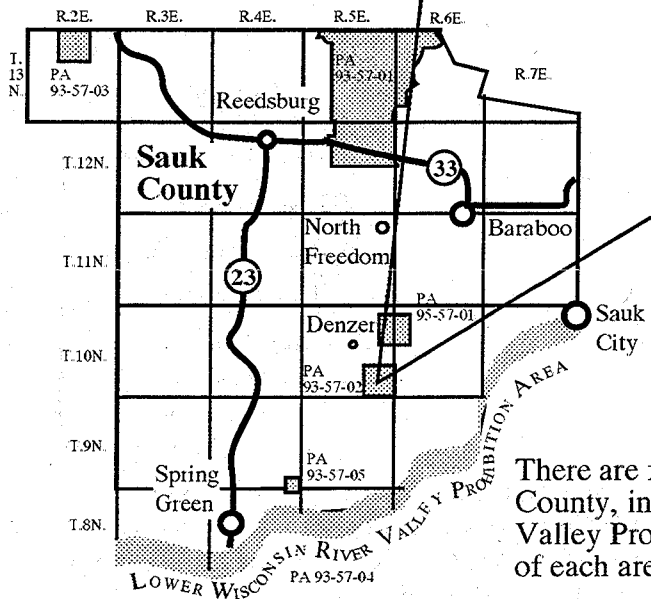 R.2E. R.3E. R.4E. R.5E. R.6E.
R.7E.
T.
13
N.
PA
93-57-03
PA
93-57-01
Reedsburg
T.12N.
Sauk
County
33
North
Freedom
Baraboo
T.11N.
23
PA
95-57-01
Denzer
Sauk
City
T.10N.
PA
93-57-02
T.9N.
PA
93-57-05
Spring
Green
T.8N.
LOWER WISCONSIN RIVER VALLEY PROHIBITION AREA
PA 93-57-04
There are
County, in
Valley Pro
of each are